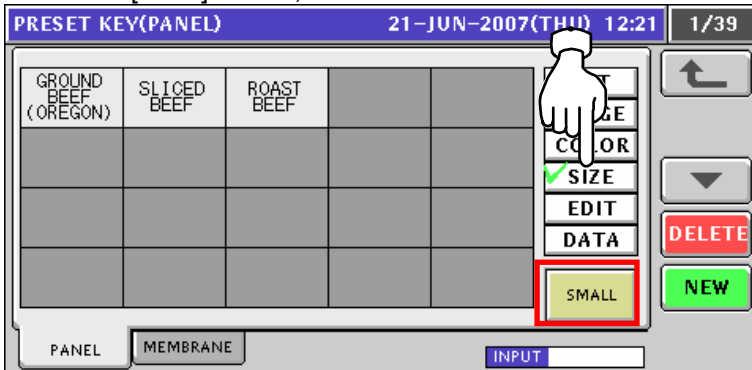 PRESET KEY(PANEL) 21-JUN-2007(THU) 12:21 1/39
GROUND
BEEF
(OREGON)
SLICED
BEEF
ROAST
BEEF
SIZE
EDIT
DATA
DELETE
SMALL
NEW
PANEL
MEMBRANE
INPUT